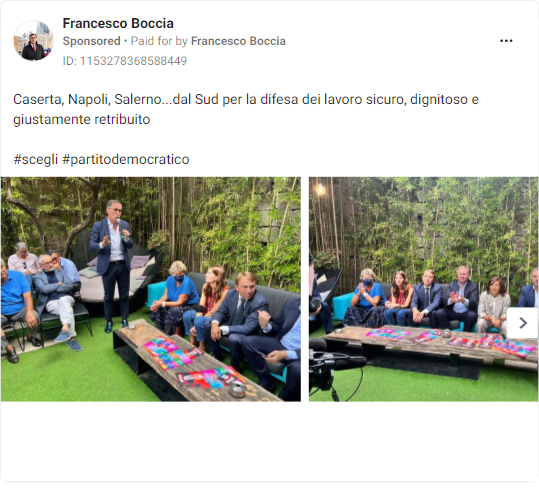 Francesco Boccia
Sponsored • Paid for by Francesco Boccia
ID: 1153278368588449
Caserta, Napoli, Salerno...dal Sud per la difesa dei lavoro sicuro, dignitoso e
giustamente retribuito
#scegli #partitodemocratico